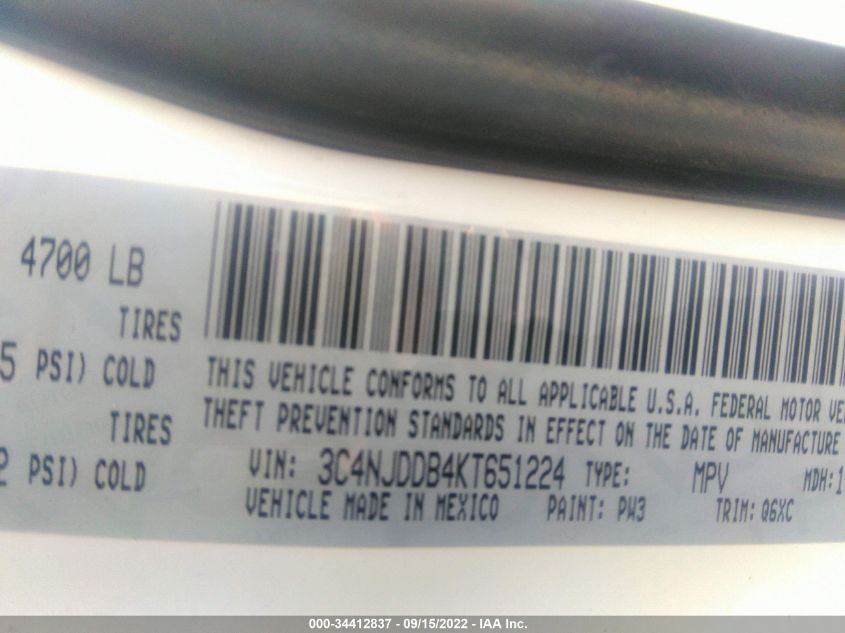 4700 LB
TIRES
5 PSI) COLD
TIRES
2 PSI) COLD
THIS VEHICLE CONFORMS TO ALL APPLICABLE U.S.A. FEDERAL MOTOR VE
THEFT PREVENTION STANDARDS IN EFFECT ON THE DATE OF MANUFACTURE
VIN: 3C4NJDDB4KT651224 TYPE: MPV MDH:1
VEHICLE MADE IN MEXICO PAINT: PW3 TRIM: Q6XC
000-34412837 - 09/15/2022 - IAA Inc.